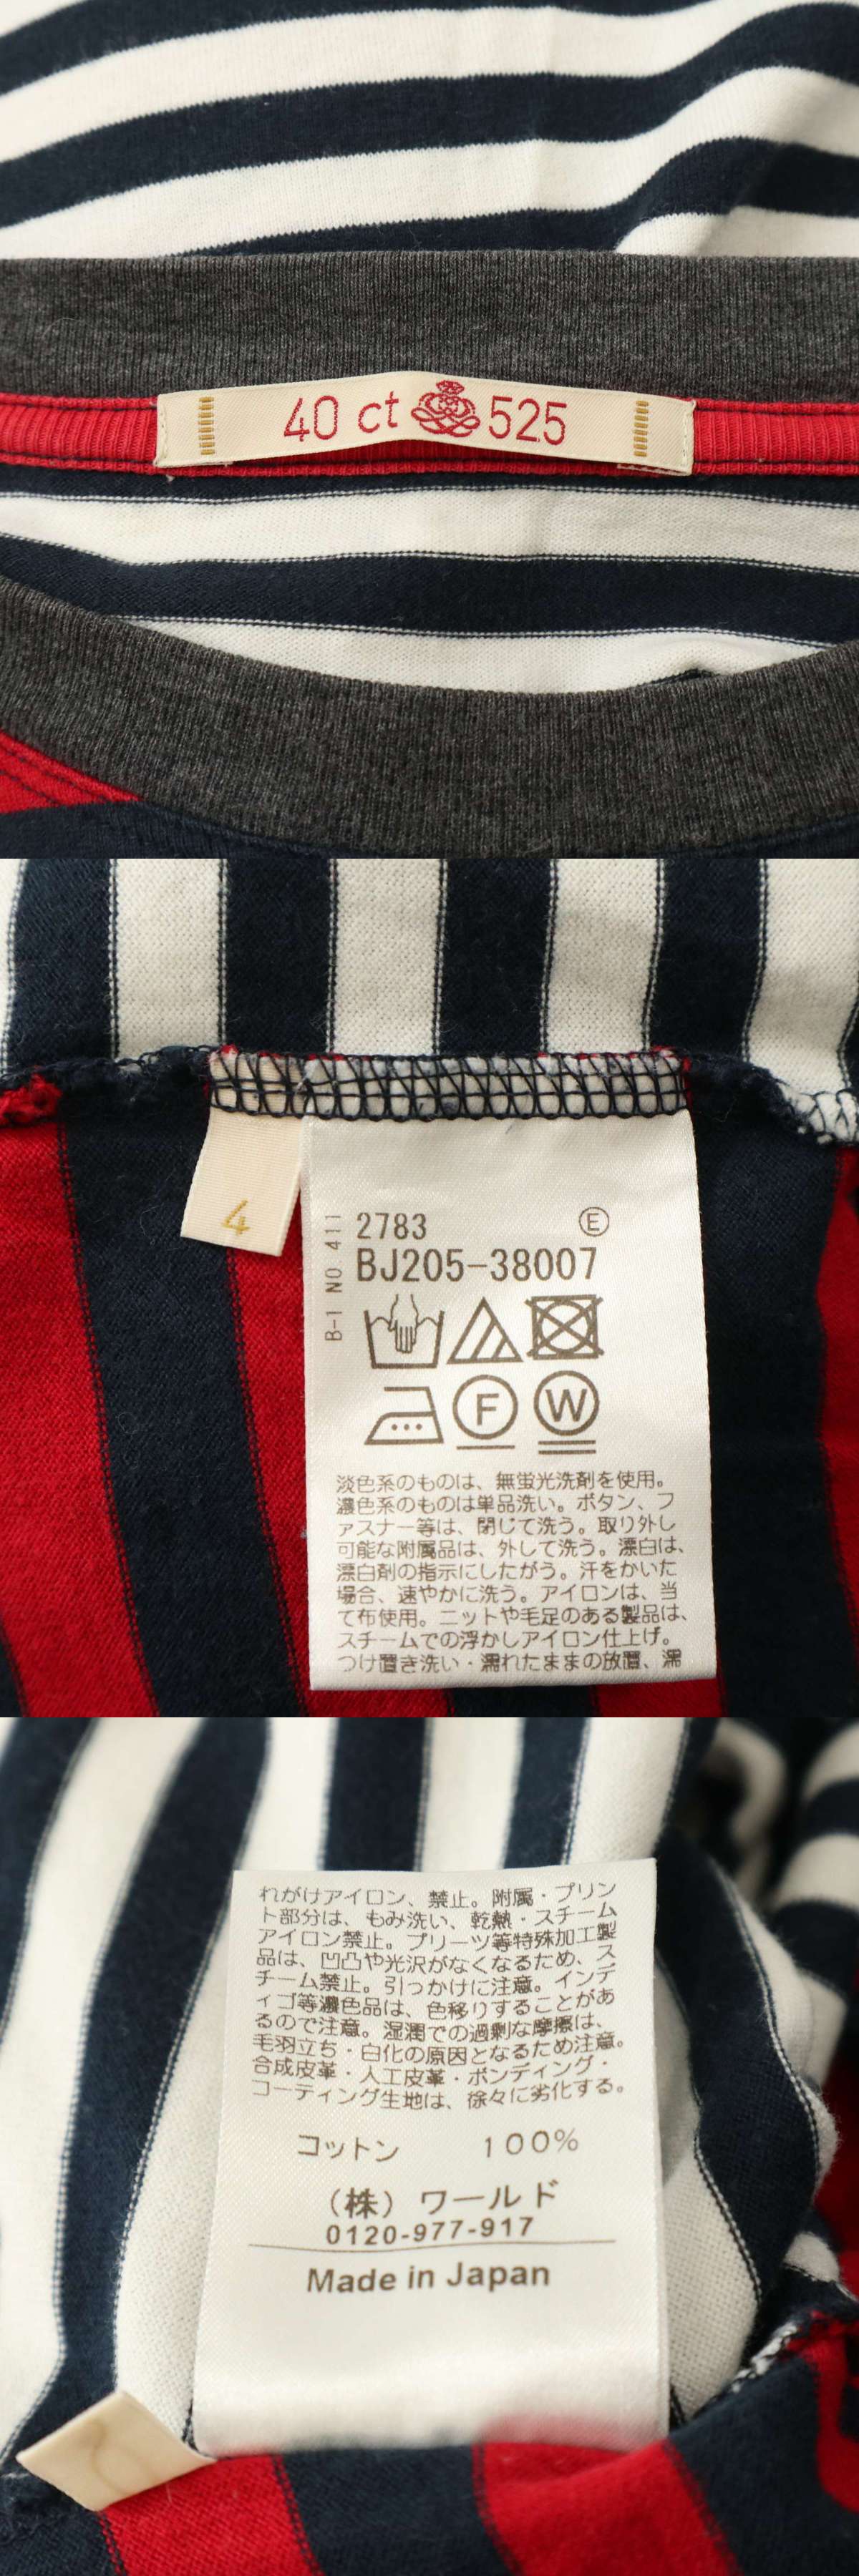 40 ct 525
4
B-1 NO 411
2783 Ⓔ
BJ205-38007
F W
淡色系のものは、無蛍光洗剤を使用。
濃色系のものは単品洗い。ボタン、フ
ァスナー等は、閉じて洗う。取り外し
可能な附属品は、外して洗う。漂白は、
漂白剤の指示にしたがう。汗をかいた
場合、速やかに洗う。アイロンは、当
て布使用。ニットや毛足のある製品は、
スチームでの浮かしアイロン仕上げ。
つけ置き洗い・濡れたままの放置、濡
れがけアイロン、禁止。附属・プリン
ト部分は、もみ洗い、乾熱・スチーム
アイロン禁止。プリーツ等特殊加工製
品は、凹凸や光沢がなくなるため、ス
チーム禁止。引っかけに注意。インデ
ィゴ等濃色品は、色移りすることがあ
るので注意。湿潤での過剰な摩擦は、
毛羽立ち・白化の原因となるため注意。
合成皮革・人工皮革・ボンディング・
コーティング生地は、徐々に劣化する。
コットン 100%
（株）ワールド
0120-977-917
Made in Japan